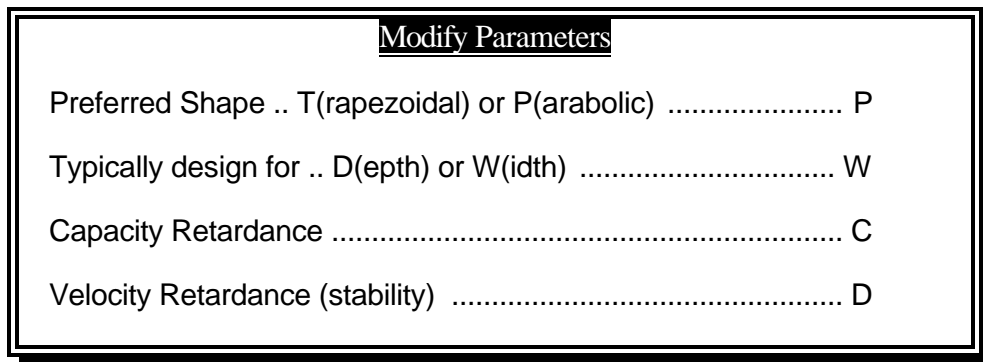 Modify Parameters
Preferred Shape .. T(rapezoidal) or P(arabolic) ...................... P
Typically design for .. D(epth) or W(idth) ................................ W
Capacity Retardance ................................................................ C
Velocity Retardance (stability) ................................................. D